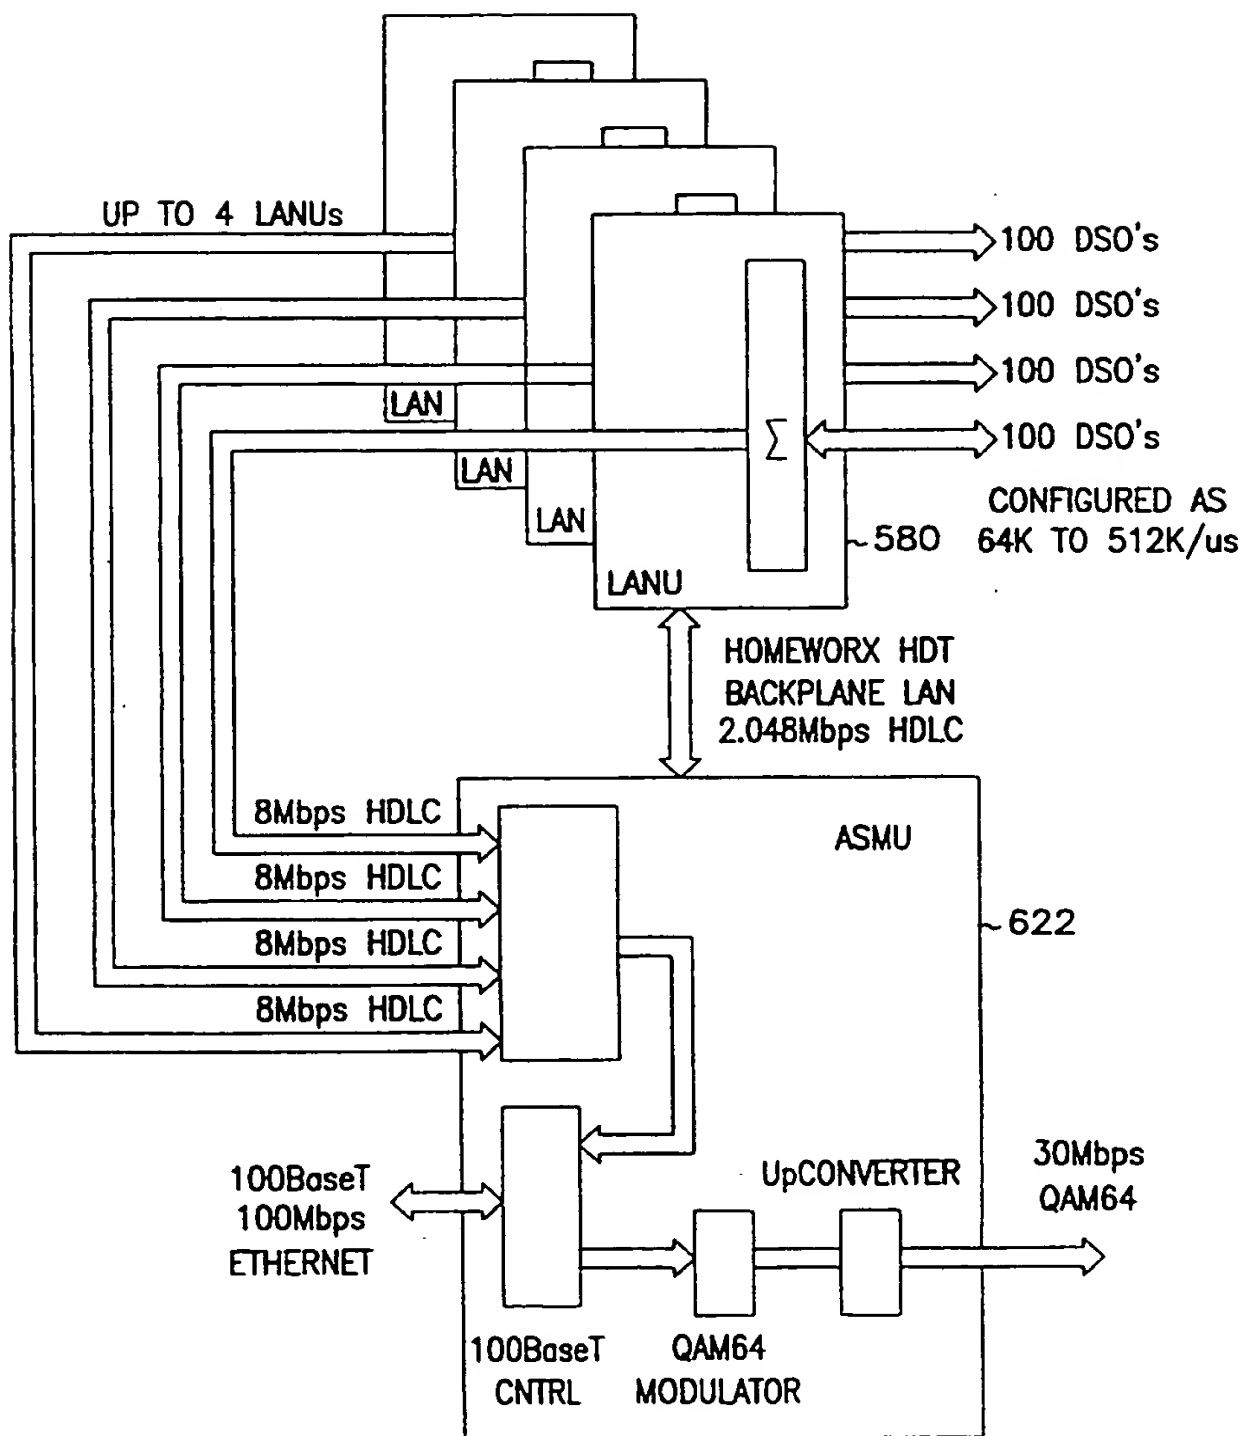 UP TO 4 LANUs
100 DSO's
100 DSO's
100 DSO's
100 DSO's
CONFIGURED AS
64K TO 512K/us
LAN
LAN
LAN
LANU
Σ
580
HOMEWORX HDT
BACKPLANE LAN
2.048Mbps HDLC
8Mbps HDLC
8Mbps HDLC
8Mbps HDLC
8Mbps HDLC
ASMU
622
100BaseT
100Mbps
ETHERNET
UpCONVERTER
30Mbps
QAM64
100BaseT
CNTRL
QAM64
MODULATOR